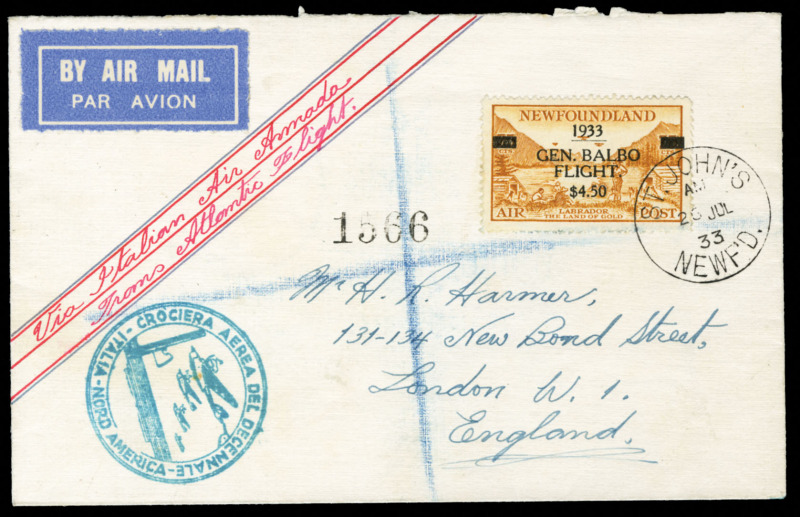 BY AIR MAIL
PAR AVION
Via Italian Air Armada
Trans Atlantic Flight.
NEWFOUNDLAND
1933
GEN. BALBO
FLIGHT.
$4.50
LABRADOR
AIR POST
THE LAND OF GOLD
ST. JOHN'S
AM
26 JUL
33
NEWF'D.
1566
Mr H. R. Harmer,
131-134 New Bond Street,
London W. 1.
England.
CROCIERA AEREA DEL DECENNALE-
ITALIA-NORD AMERICA-